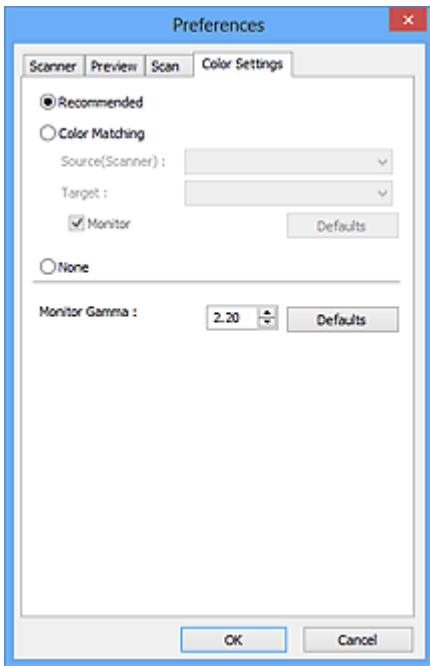 Preferences
Scanner Preview Scan Color Settings
Recommended
Color Matching
Source(Scanner) :
Target :
Monitor Defaults
None
Monitor Gamma : 2.20 Defaults
OK Cancel